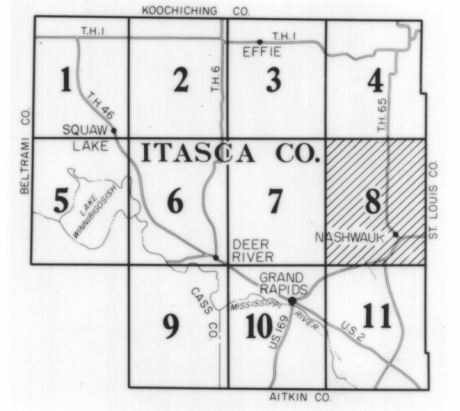 KOOCHICHING CO.
T.H.1
T.H.1
EFFIE
1
2
3
4
T.H.46
T.H.6
T.H. 65
SQUAW
LAKE
BELTRAMI CO.
ITASCA CO.
ST. LOUIS CO.
5
LAKE
WINNIBIGOSISH
6
7
8
NASHWAUK
DEER
RIVER
GRAND
RAPIDS
CASS CO.
MISSISSIPPI RIVER
9
10
11
US 169
U.S. 2
AITKIN CO.